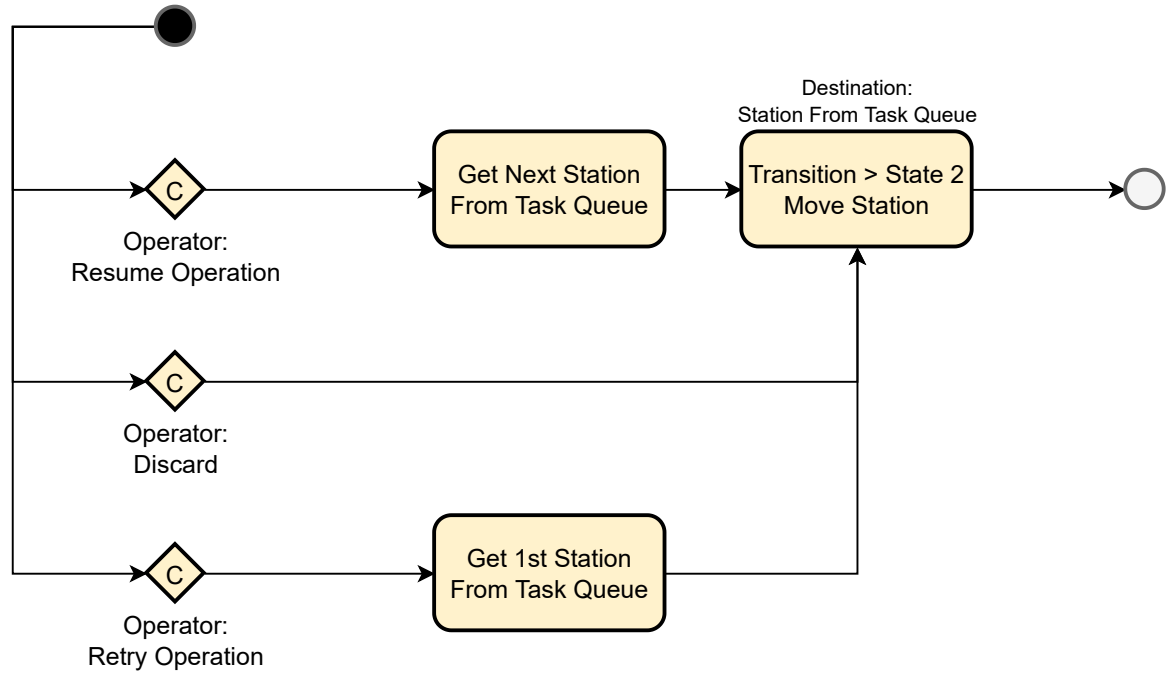 Destination:
Station From Task Queue
Get Next Station
From Task Queue
Transition > State 2
Move Station
C
Operator:
Resume Operation
C
Operator:
Discard
Get 1st Station
From Task Queue
C
Operator:
Retry Operation